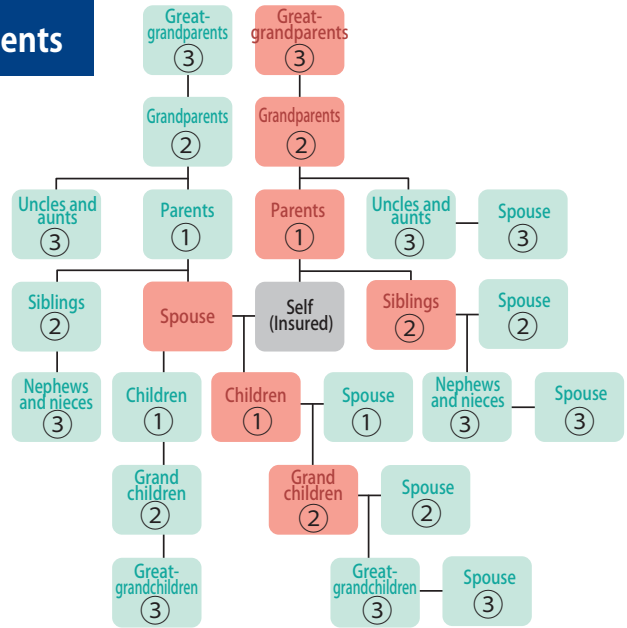 ents
Great-
grandparents
③
Great-
grandparents
③
Grandparents
②
Grandparents
②
Uncles and
aunts
③
Parents
①
Parents
①
Uncles and
aunts
③
Spouse
③
Siblings
②
Spouse
Self
(Insured)
Siblings
②
Spouse
②
Nephews
and nieces
③
Children
①
Children
①
Spouse
①
Nephews
and nieces
③
Spouse
③
Grand
children
②
Grand
children
②
Spouse
②
Great-
grandchildren
③
Great-
grandchildren
③
Spouse
③